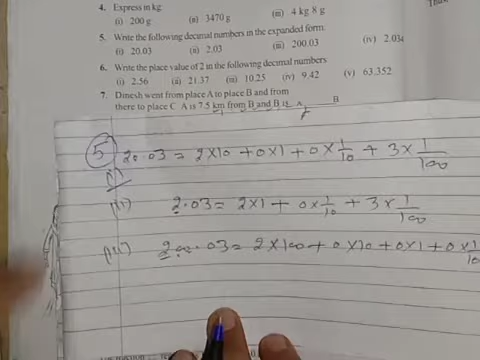 4. Express in kg:
(i) 200 g (ii) 3470 g (iii) 4 kg 8 g
5. Write the following decimal numbers in the expanded form:
(i) 20.03 (ii) 2.03 (iii) 200.03 (iv) 2.034
6. Write the place value of 2 in the following decimal numbers
(i) 2.56 (ii) 21.37 (iii) 10.25 (iv) 9.42 (v) 63.352
7. Dinesh went from place A to place B and from
there to place C. A is 7.5 km from B and B is
B
5 20.03 = 2×10 + 0×1 + 0×1/10 + 3×1/100
(i)
(ii) 2.03 = 2×1 + 0×1/10 + 3×1/100
(iii) 200.03 = 2×100 + 0×10 + 0×1 + 0×1/10